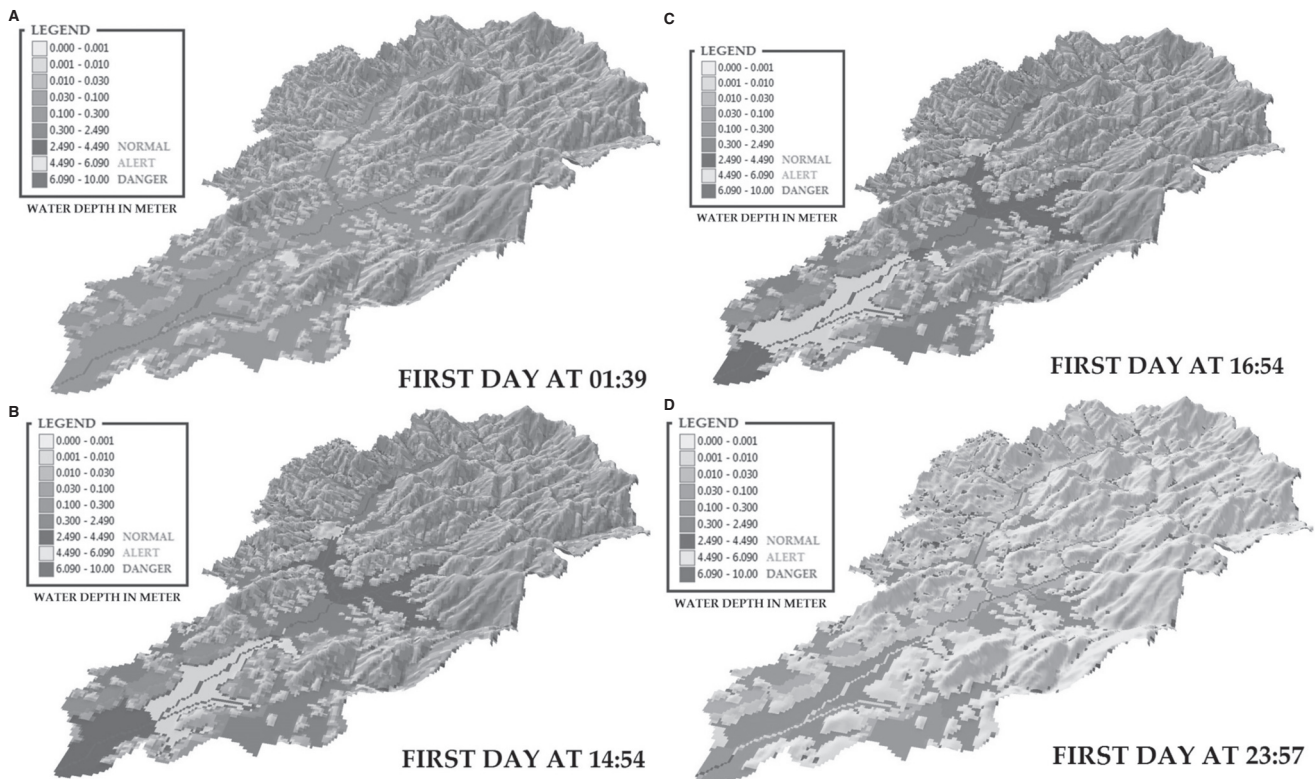 A
LEGEND
0.000 - 0.001
0.001 - 0.010
0.010 - 0.030
0.030 - 0.100
0.100 - 0.300
0.300 - 2.490
2.490 - 4.490 NORMAL
4.490 - 6.090 ALERT
6.090 - 10.00 DANGER
WATER DEPTH IN METER
FIRST DAY AT 01:39
B
LEGEND
0.000 - 0.001
0.001 - 0.010
0.010 - 0.030
0.030 - 0.100
0.100 - 0.300
0.300 - 2.490
2.490 - 4.490 NORMAL
4.490 - 6.090 ALERT
6.090 - 10.00 DANGER
WATER DEPTH IN METER
FIRST DAY AT 14:54
C
LEGEND
0.000 - 0.001
0.001 - 0.010
0.010 - 0.030
0.030 - 0.100
0.100 - 0.300
0.300 - 2.490
2.490 - 4.490 NORMAL
4.490 - 6.090 ALERT
6.090 - 10.00 DANGER
WATER DEPTH IN METER
FIRST DAY AT 16:54
D
LEGEND
0.000 - 0.001
0.001 - 0.010
0.010 - 0.030
0.030 - 0.100
0.100 - 0.300
0.300 - 2.490
2.490 - 4.490 NORMAL
4.490 - 6.090 ALERT
6.090 - 10.00 DANGER
WATER DEPTH IN METER
FIRST DAY AT 23:57